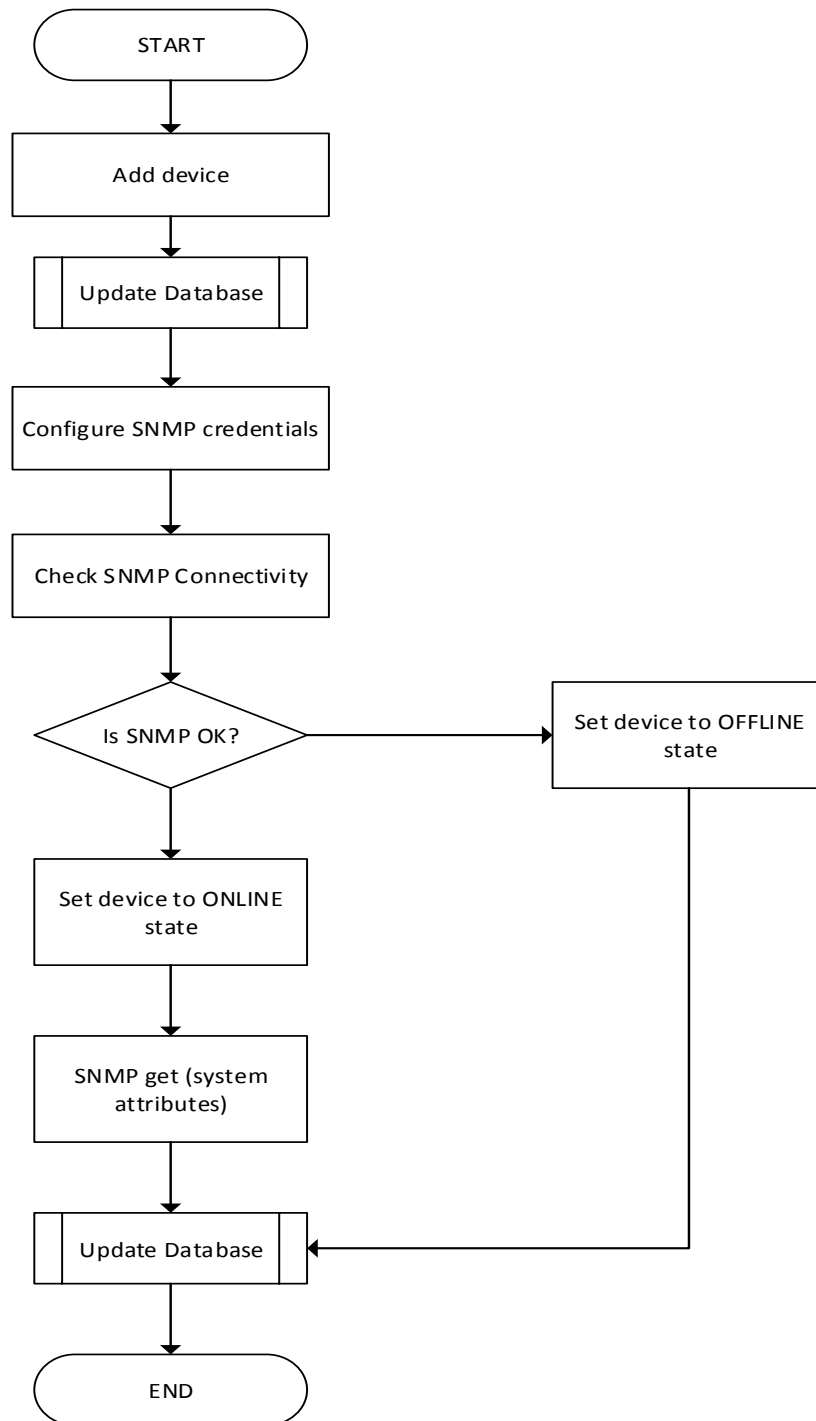 START
Add device
Update Database
Configure SNMP credentials
Check SNMP Connectivity
Is SNMP OK?
Set device to OFFLINE
state
Set device to ONLINE
state
SNMP get (system
attributes)
Update Database
END